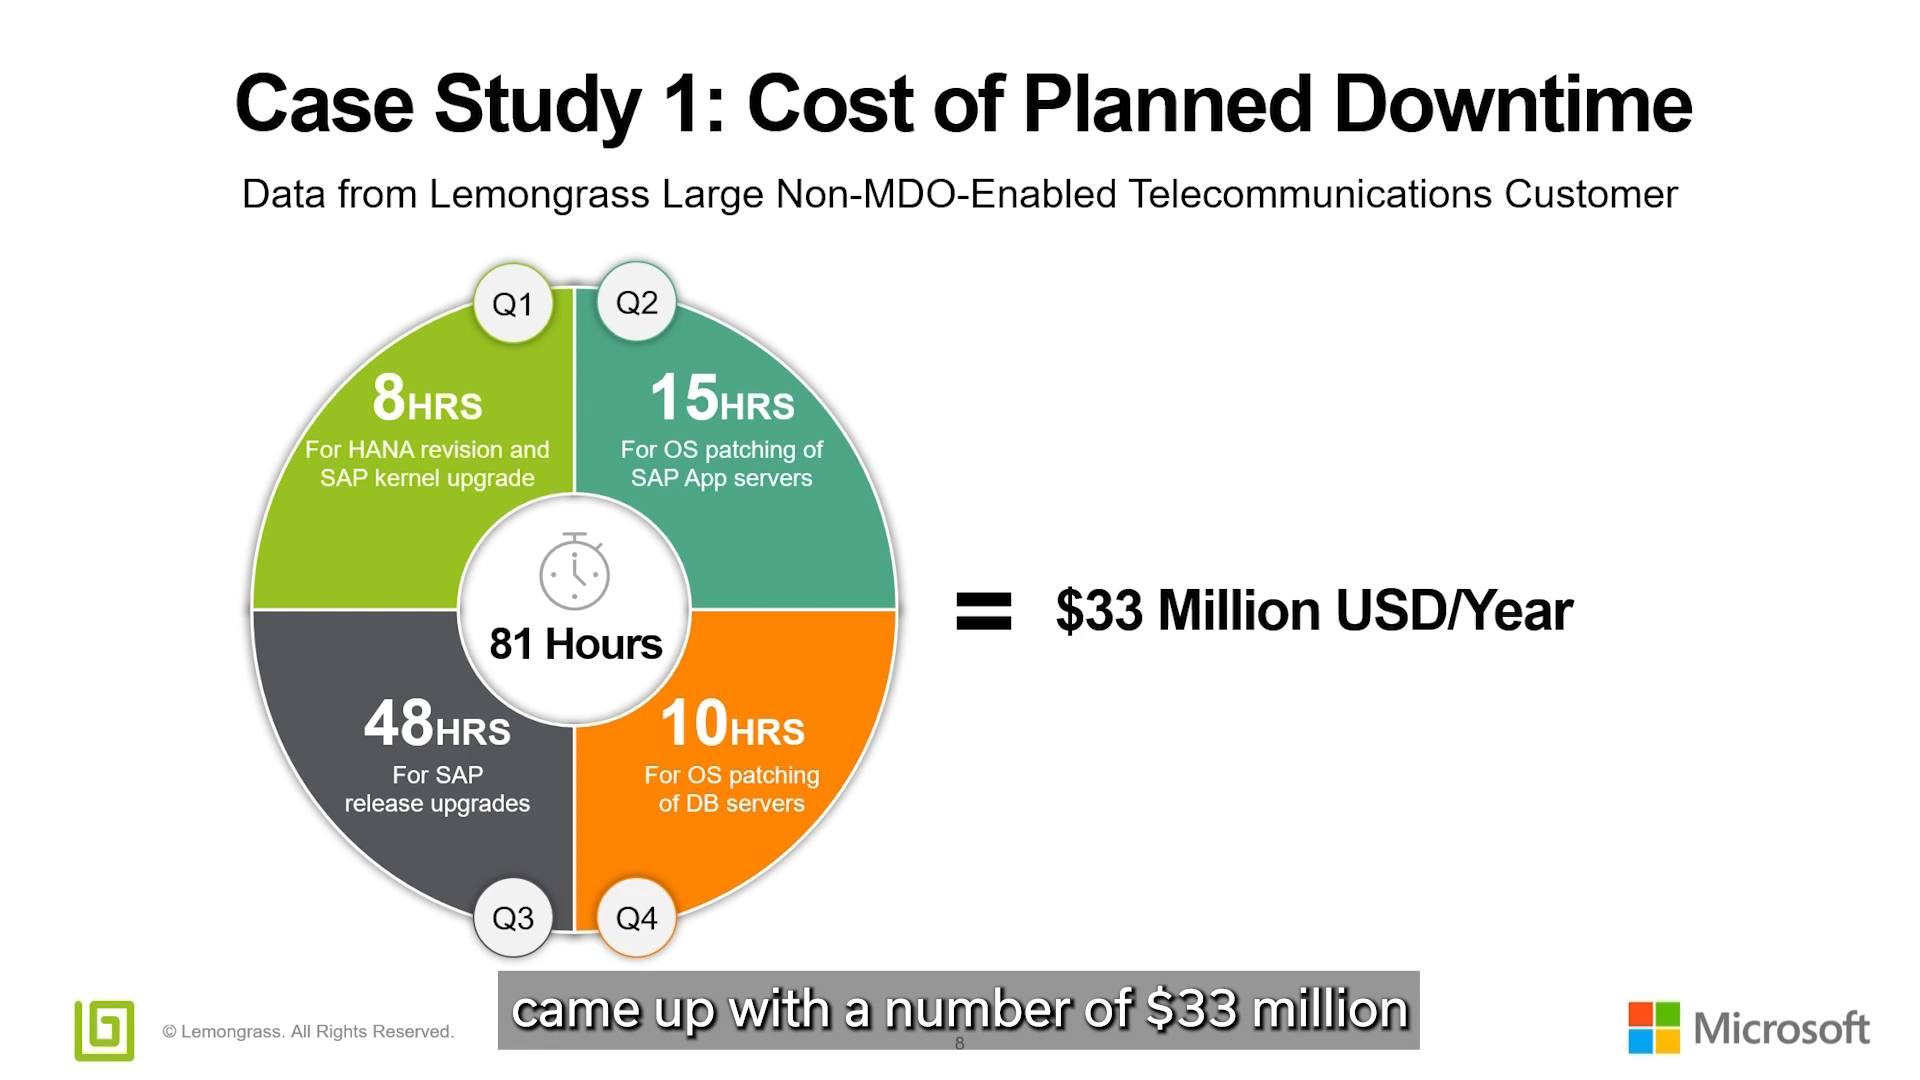 Case Study 1: Cost of Planned Downtime
Data from Lemongrass Large Non-MDO-Enabled Telecommunications Customer
Q1
Q2
8HRS
For HANA revision and
SAP kernel upgrade
15HRS
For OS patching of
SAP App servers
81 Hours
= $33 Million USD/Year
48HRS
For SAP
release upgrades
10HRS
For OS patching
of DB servers
Q3
Q4
came up with a number of $33 million
© Lemongrass. All Rights Reserved.
8
Microsoft